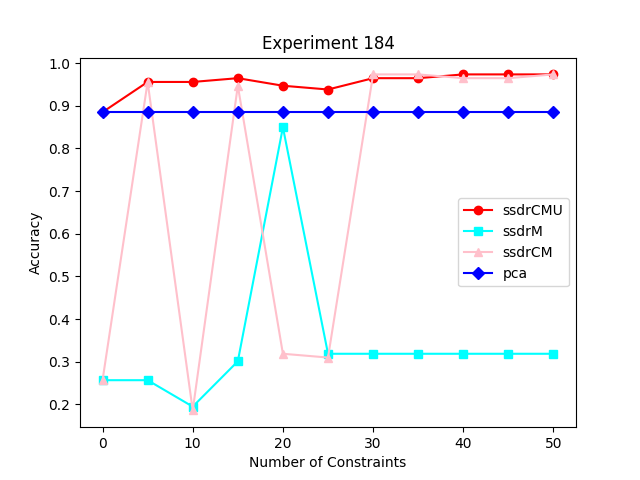 Experiment 184
Accuracy
1.0
0.9
0.8
0.7
0.6
0.5
0.4
0.3
0.2
ssdrCMU
ssdrM
ssdrCM
pca
0 10 20 30 40 50
Number of Constraints